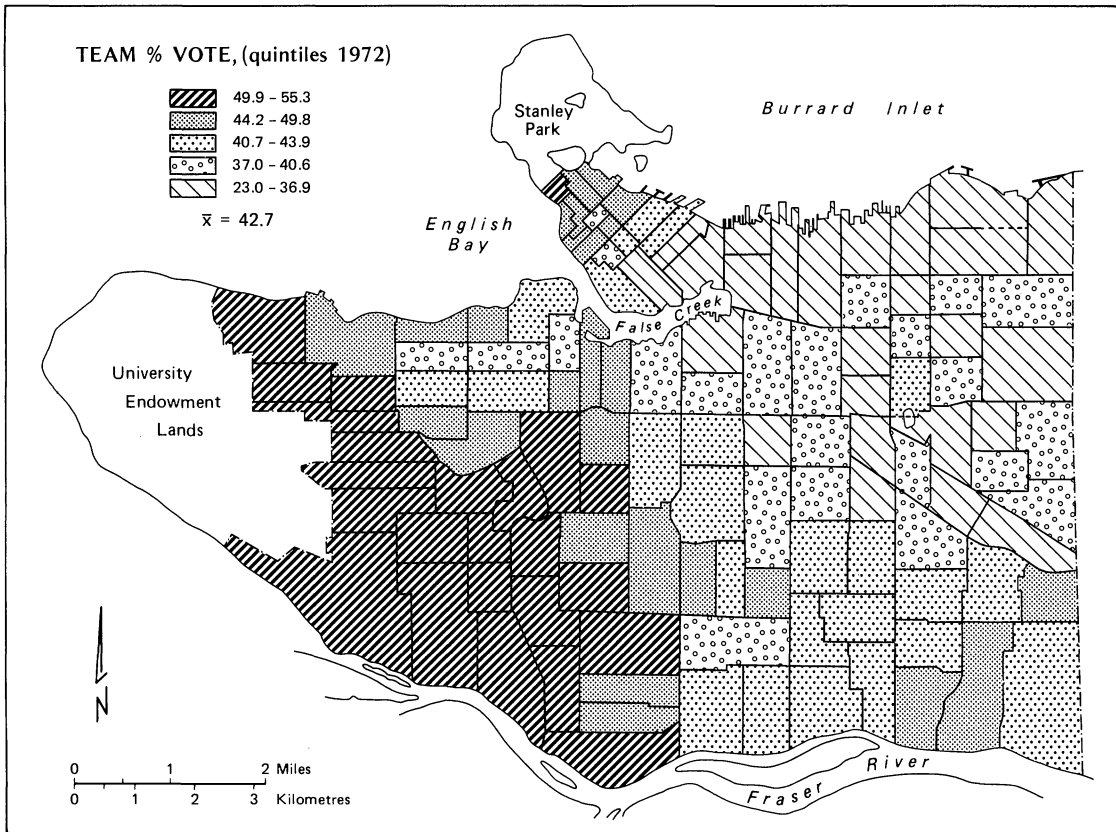 TEAM % VOTE, (quintiles 1972)
49.9 – 55.3
44.2 – 49.8
40.7 – 43.9
37.0 – 40.6
23.0 – 36.9
x̄ = 42.7
Stanley
Park
Burrard Inlet
English
Bay
False Creek
University
Endowment
Lands
N
0 1 2 Miles
0 1 2 3 Kilometres
Fraser River